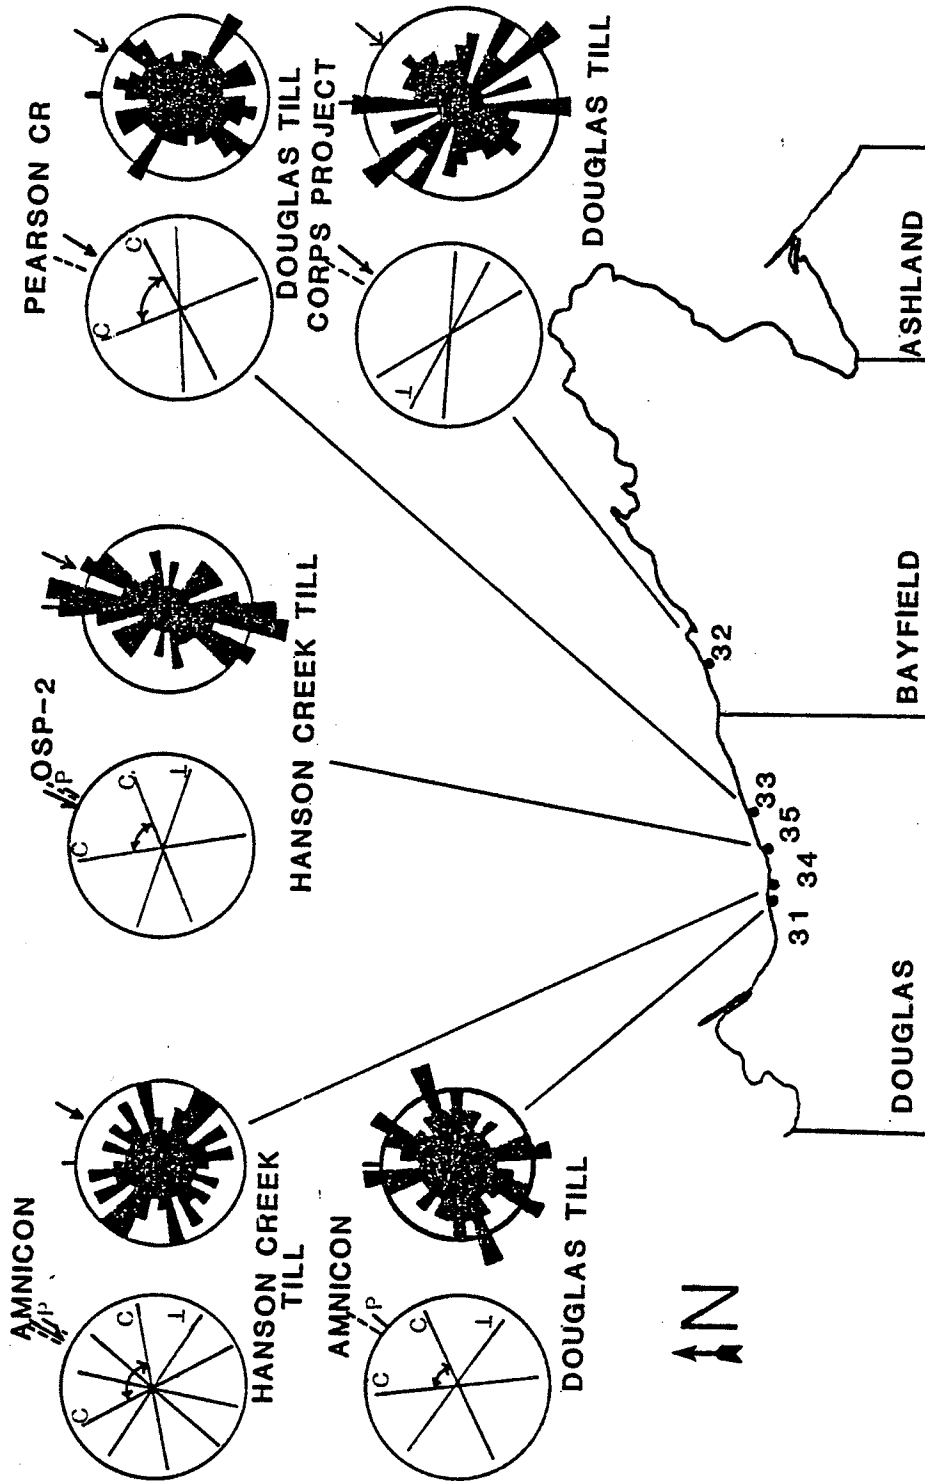 AMNICON
P
C
C
T
HANSON CREEK
TILL
AMNICON
P
C
C
T
DOUGLAS TILL
N
OSP-2
P
C
C
T
HANSON CREEK TILL
PEARSON CR
C
C
DOUGLAS TILL
CORPS PROJECT
T
DOUGLAS TILL
31
34
35
33
32
DOUGLAS
BAYFIELD
ASHLAND